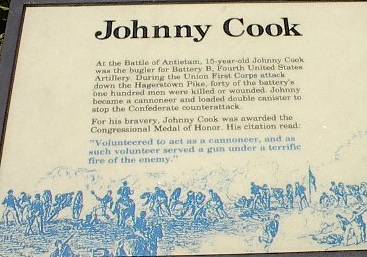 Johnny Cook
At the Battle of Antietam, 15-year-old Johnny Cook
was the bugler for Battery B, Fourth United States
Artillery. During the Union First Corps attack
down the Hagerstown Pike, forty of the battery's
one hundred men were killed or wounded. Johnny
became a cannoneer and loaded double canister to
stop the Confederate counterattack.
For his bravery, Johnny Cook was awarded the
Congressional Medal of Honor. His citation read:
"Volunteered to act as a cannoneer, and as
such volunteer served a gun under a terrific
fire of the enemy."